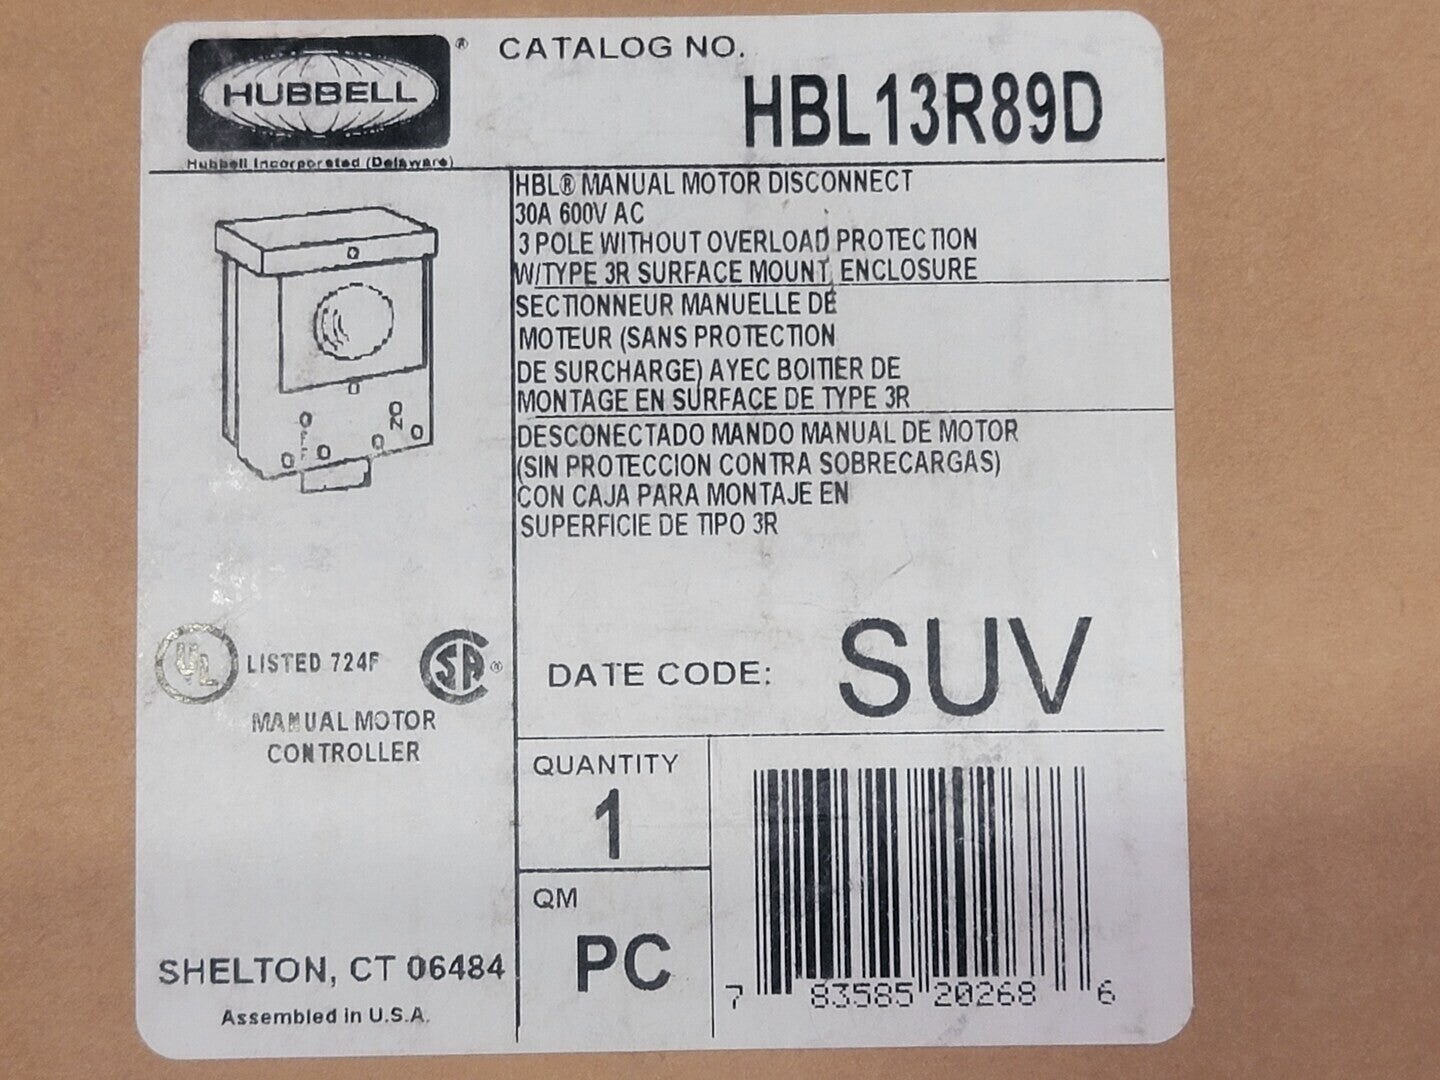 HUBBELL ®
Hubbell Incorporated (Delaware)
CATALOG NO.
HBL13R89D
HBL® MANUAL MOTOR DISCONNECT
30A 600V AC
3 POLE WITHOUT OVERLOAD PROTECTION
W/TYPE 3R SURFACE MOUNT, ENCLOSURE
SECTIONNEUR MANUELLE DE
MOTEUR (SANS PROTECTION
DE SURCHARGE) AYEC BOITIER DE
MONTAGE EN SURFACE DE TYPE 3R
DESCONECTADO MANDO MANUAL DE MOTOR
(SIN PROTECCION CONTRA SOBRECARGAS)
CON CAJA PARA MONTAJE EN
SUPERFICIE DE TIPO 3R
OFF
ON
UL LISTED 724F
SA ®
MANUAL MOTOR
CONTROLLER
DATE CODE: SUV
QUANTITY
1
QM
PC
SHELTON, CT 06484
Assembled in U.S.A.
7 83585 20268 6